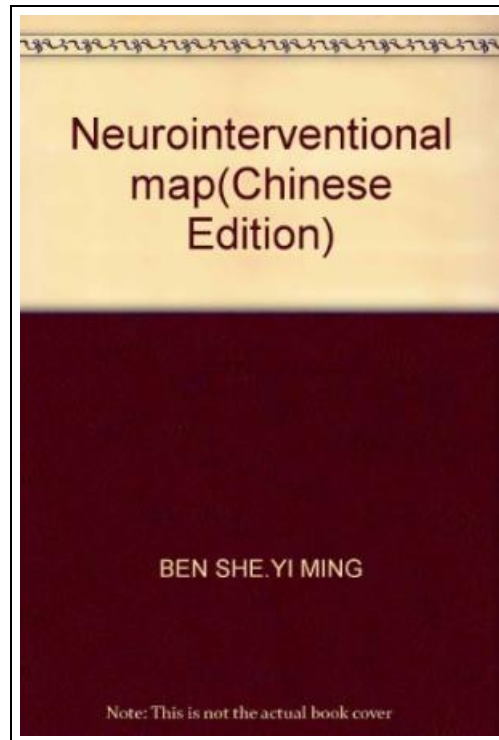 Neurointerventional
map(Chinese
Edition)
BEN SHE.YI MING
Note: This is not the actual book cover